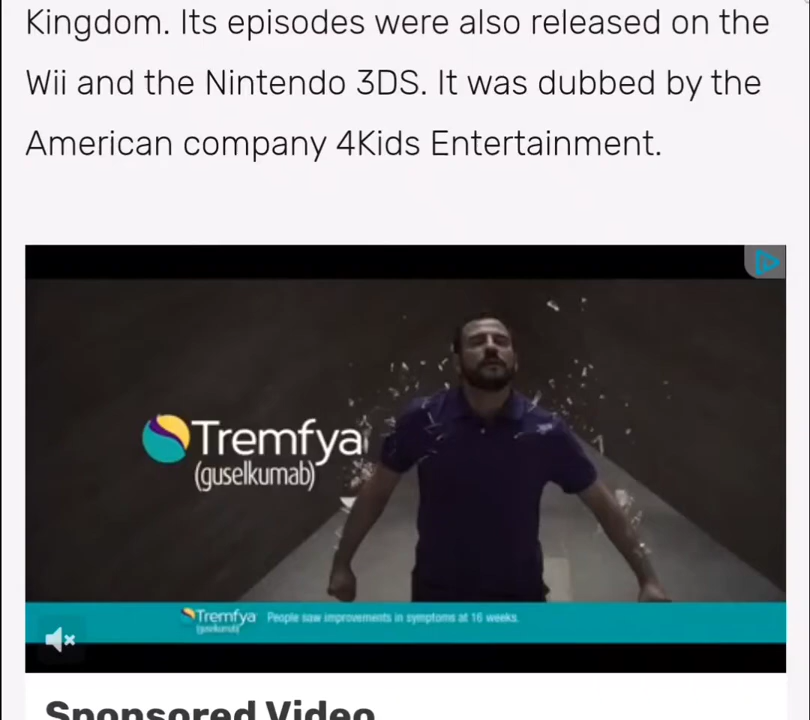 Kingdom. Its episodes were also released on the
Wii and the Nintendo 3DS. It was dubbed by the
American company 4Kids Entertainment.
Tremfya
(guselkumab)
Tremfya People saw improvements in symptoms at 16 weeks.
(guselkumab)
Sponsored Video